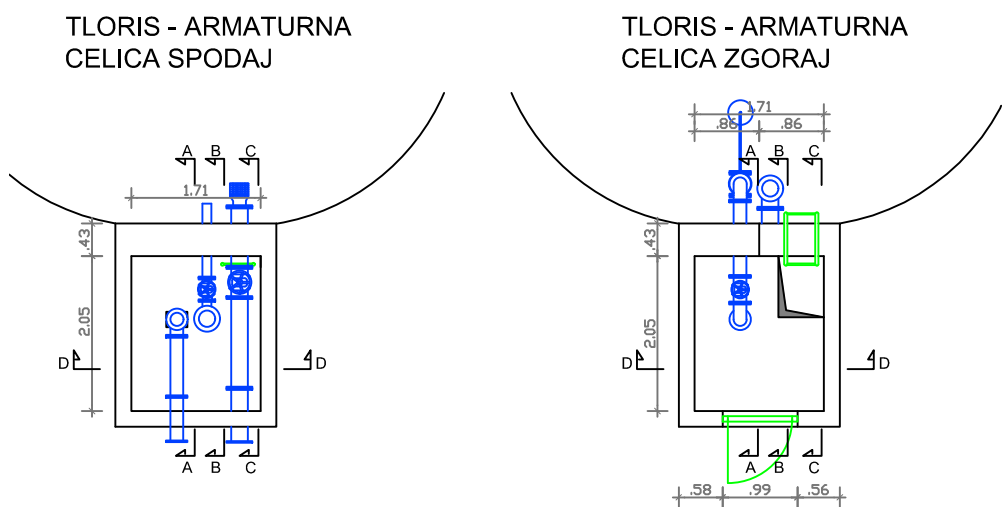 TLORIS - ARMATURNA
CELICA SPODAJ
A B C
1.71
.43
2.05
D D
A B C
TLORIS - ARMATURNA
CELICA ZGORAJ
1.71
.86 .86
A B C
.43
2.05
D D
A B C
.58 .99 .56